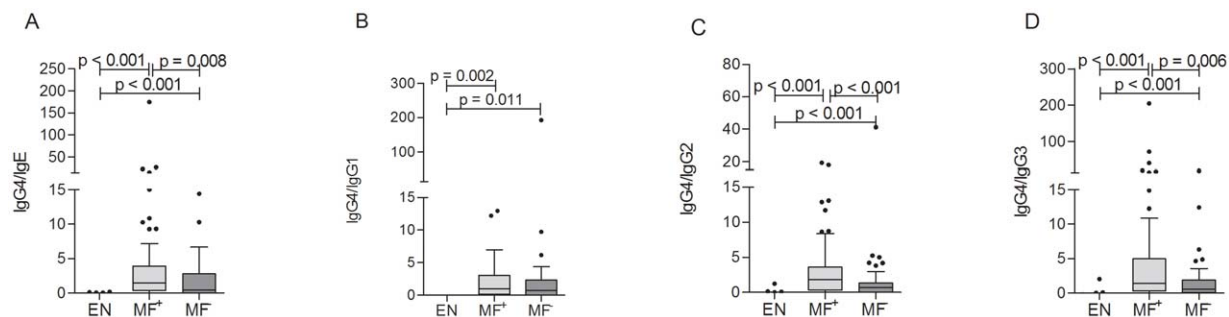 A
p < 0.001
p = 0.008
p < 0.001
IgG4/IgE
250
200
150
100
50
15
10
5
0
EN
MF+
MF-
B
p = 0.002
p = 0.011
IgG4/IgG1
300
200
100
15
10
5
0
EN
MF+
MF-
C
p < 0.001
p < 0.001
p < 0.001
IgG4/IgG2
80
60
40
20
15
15
10
5
0
EN
MF+
MF
D
p < 0.001
p = 0.006
p < 0.001
IgG4/IgG3
300
200
100
15
10
5
0
EN
MF+
MF-